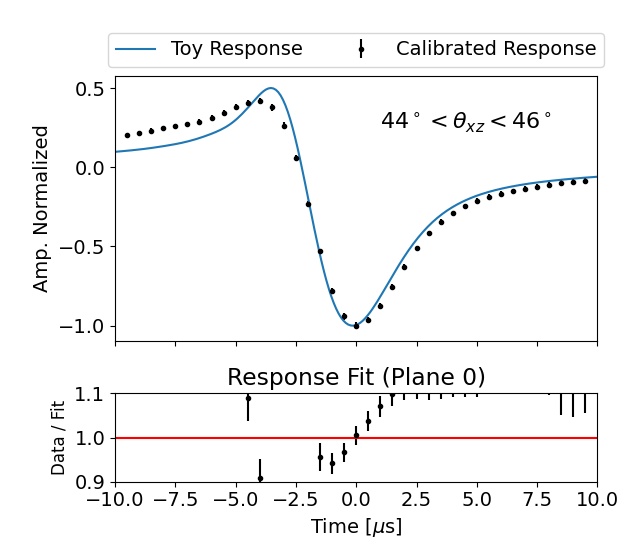 Toy Response Calibrated Response
0.5
0.0
−0.5
−1.0
Amp. Normalized
44° < θxz < 46°
Response Fit (Plane 0)
1.1
1.0
0.9
Data / Fit
−10.0 −7.5 −5.0 −2.5 0.0 2.5 5.0 7.5 10.0
Time [μs]